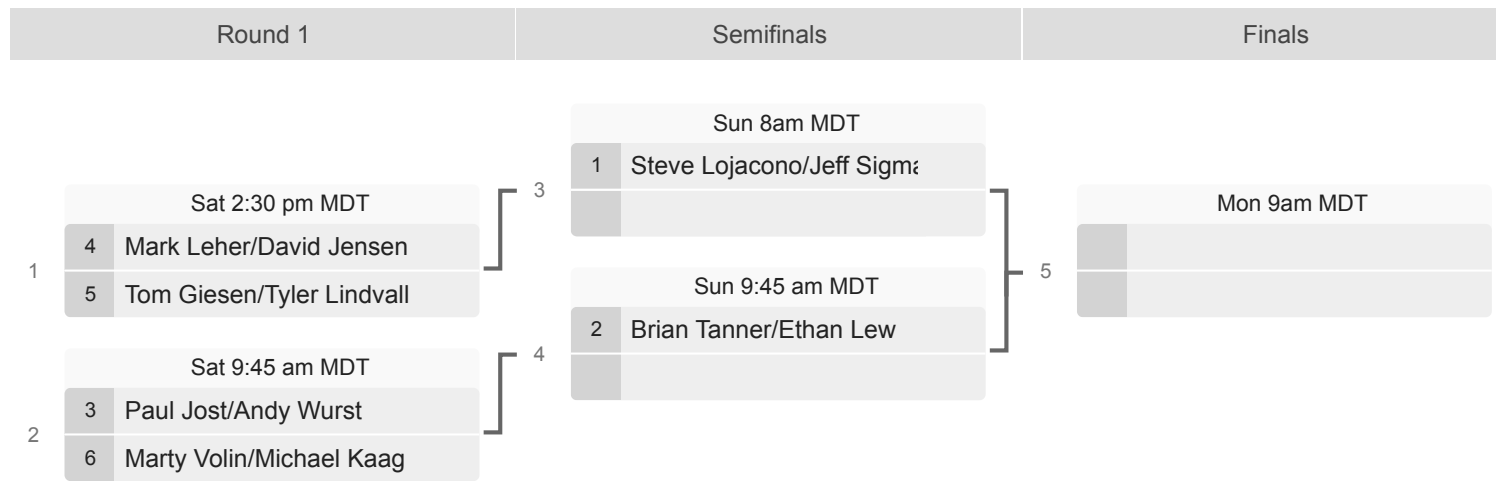 Round 1
Semifinals
Finals
Sat 2:30 pm MDT
1
4 Mark Leher/David Jensen
5 Tom Giesen/Tyler Lindvall
Sat 9:45 am MDT
2
3 Paul Jost/Andy Wurst
6 Marty Volin/Michael Kaag
Sun 8am MDT
3
1 Steve Lojacono/Jeff Sigma
Sun 9:45 am MDT
4
2 Brian Tanner/Ethan Lew
Mon 9am MDT
5